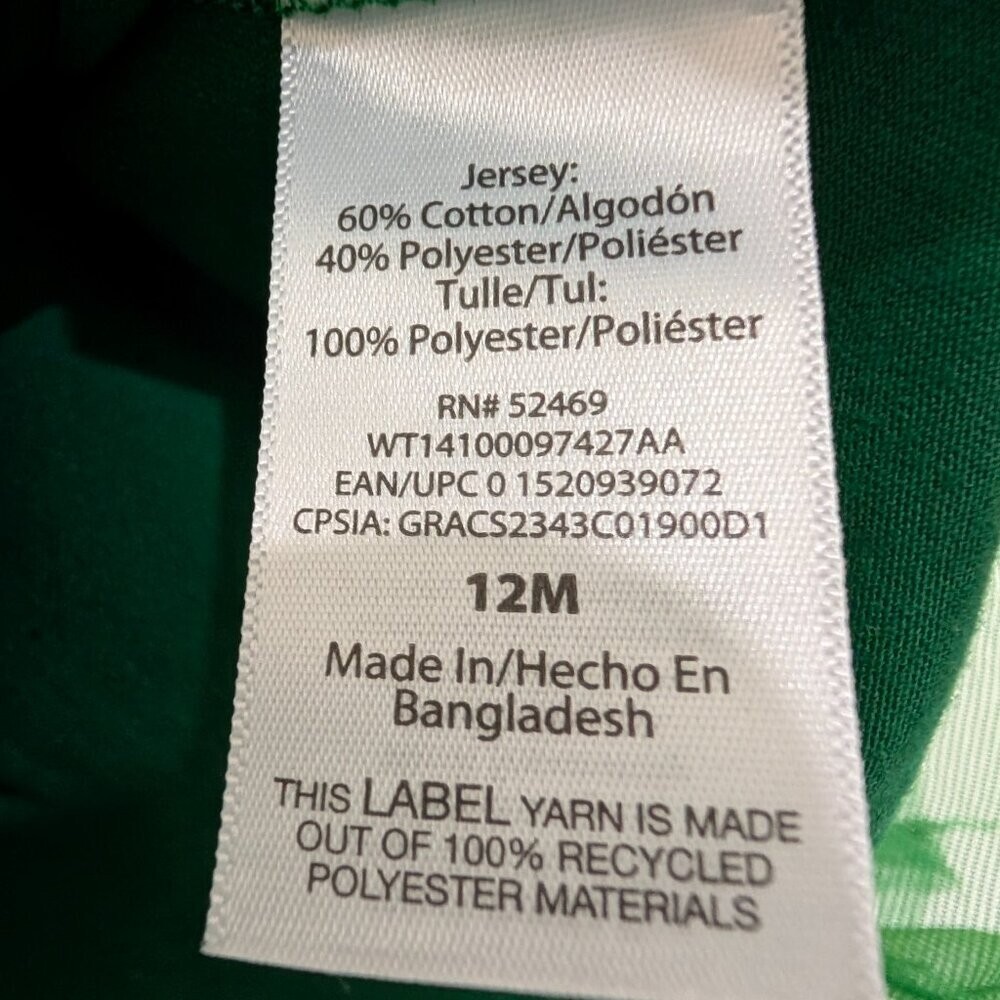 Jersey:
60% Cotton/Algodón
40% Polyester/Poliéster
Tulle/Tul:
100% Polyester/Poliéster
RN# 52469
WT14100097427AA
EAN/UPC 0 1520939072
CPSIA: GRACS2343C01900D1
12M
Made In/Hecho En
Bangladesh
THIS LABEL YARN IS MADE
OUT OF 100% RECYCLED
POLYESTER MATERIALS